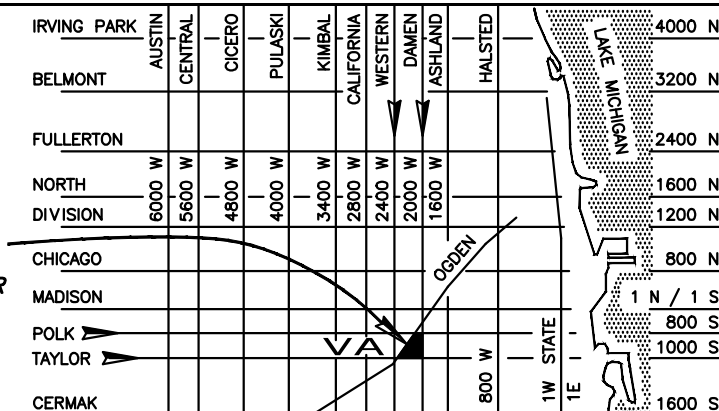 IRVING PARK
AUSTIN
CENTRAL
CICERO
PULASKI
KIMBAL
CALIFORNIA
WESTERN
DAMEN
ASHLAND
HALSTED
LAKE MICHIGAN
4000 N
BELMONT
3200 N
FULLERTON
2400 N
NORTH
6000 W
5600 W
4800 W
4000 W
3400 W
2800 W
2400 W
2000 W
1600 W
1600 N
DIVISION
1200 N
OGDEN
CHICAGO
800 N
R
MADISON
1 N / 1 S
POLK
800 S
VA
TAYLOR
1000 S
800 W
1W STATE
1E
CERMAK
1600 S